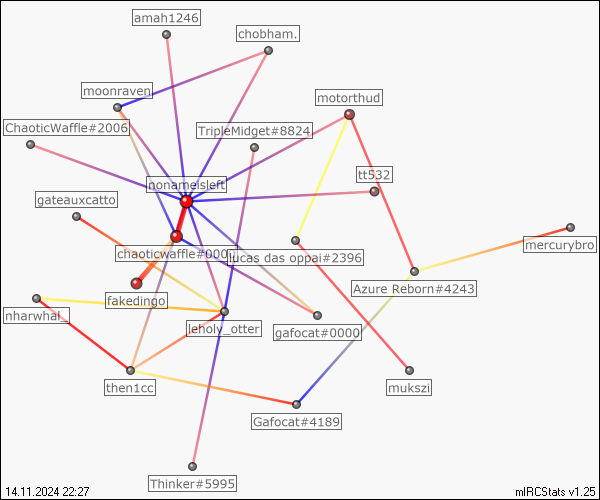 amah1246
chobham.
moonraven
motorthud
ChaoticWaffle#2006
TripleMidget#8824
tt532
nonameisleft
gateauxcatto
mercurybro
chaoticwaffle#000
lucas das oppai#2396
Azure Reborn#4243
fakedingo
nharwhal_
leholy_otter
gafocat#0000
then1cc
mukszi
Gafocat#4189
Thinker#5995
14.11.2024 22:27
mIRCStats v1.25